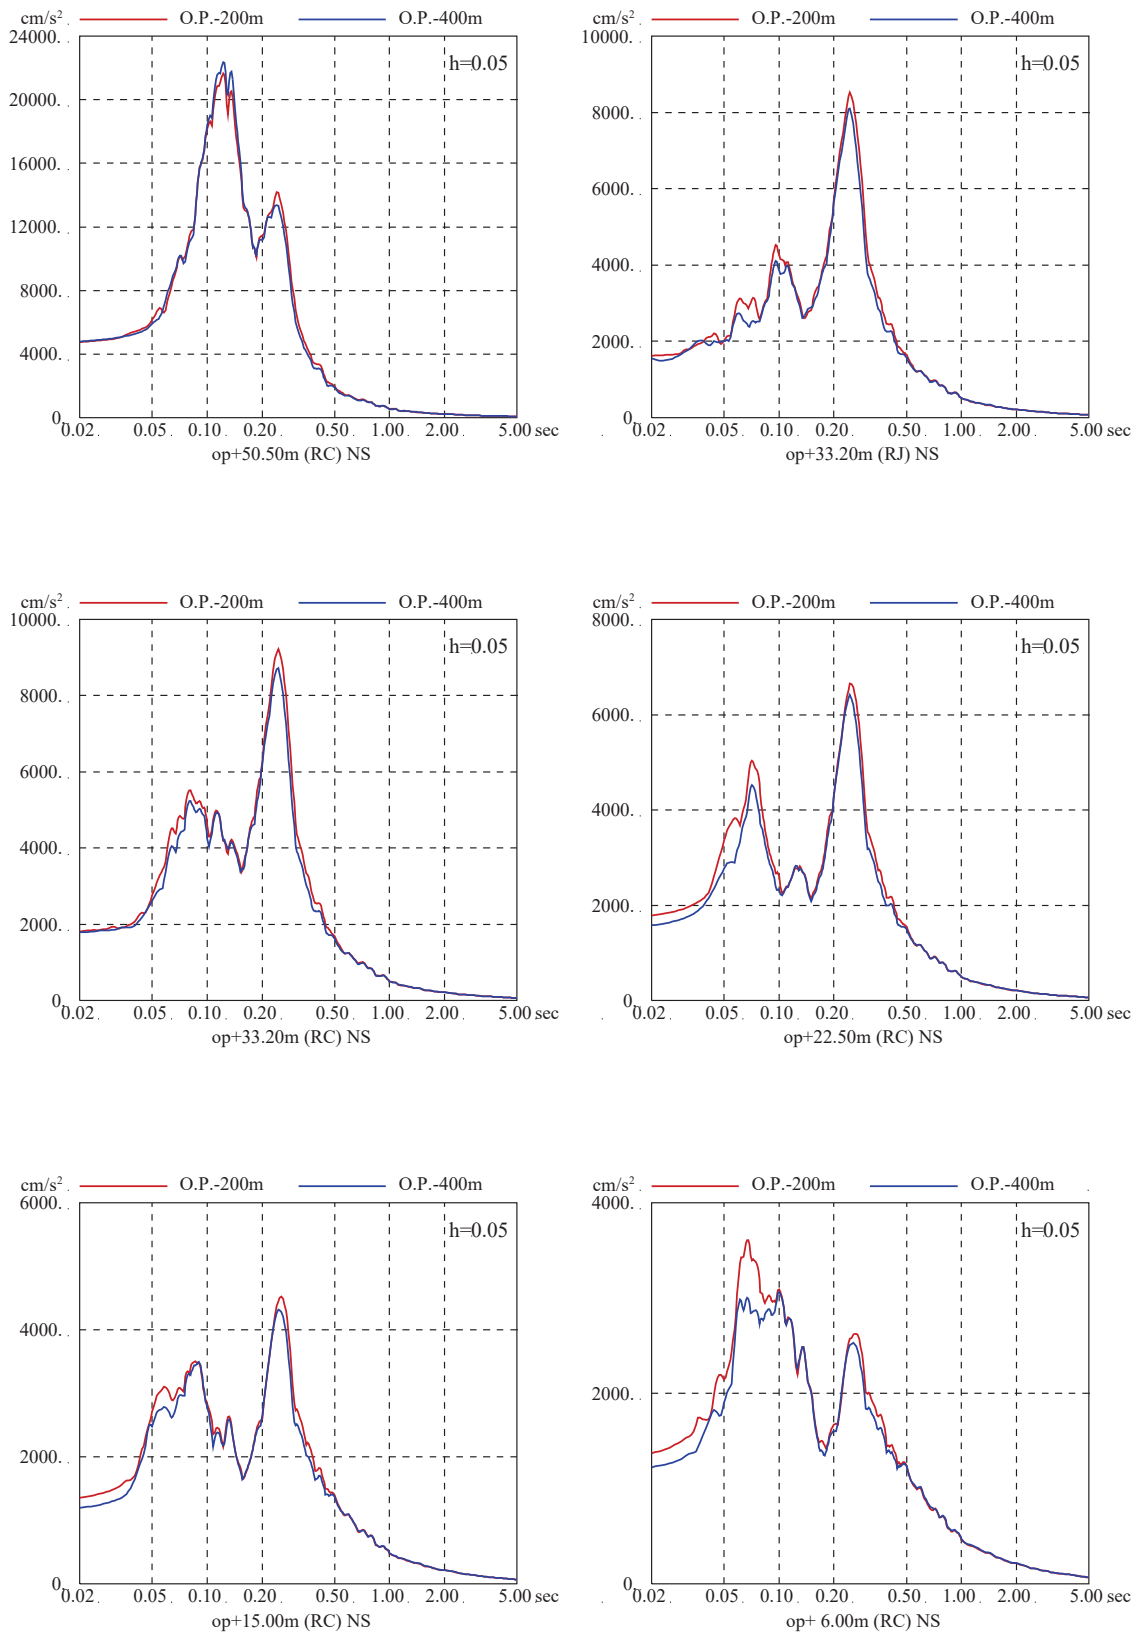 cm/s² O.P.-200m O.P.-400m
24000.
h=0.05
20000.
16000.
12000.
8000.
4000.
0.
0.02 0.05 0.10 0.20 0.50 1.00 2.00 5.00 sec
op+50.50m (RC) NS
cm/s² O.P.-200m O.P.-400m
10000.
h=0.05
8000.
6000.
4000.
2000.
0.
0.02 0.05 0.10 0.20 0.50 1.00 2.00 5.00 sec
op+33.20m (RJ) NS
cm/s² O.P.-200m O.P.-400m
10000.
h=0.05
8000.
6000.
4000.
2000.
0.
0.02 0.05 0.10 0.20 0.50 1.00 2.00 5.00 sec
op+33.20m (RC) NS
cm/s² O.P.-200m O.P.-400m
8000.
h=0.05
6000.
4000.
2000.
0.
0.02 0.05 0.10 0.20 0.50 1.00 2.00 5.00 sec
op+22.50m (RC) NS
cm/s² O.P.-200m O.P.-400m
6000.
h=0.05
4000.
2000.
0.
0.02 0.05 0.10 0.20 0.50 1.00 2.00 5.00 sec
op+15.00m (RC) NS
cm/s² O.P.-200m O.P.-400m
4000.
h=0.05
2000.
0.
0.02 0.05 0.10 0.20 0.50 1.00 2.00 5.00 sec
op+ 6.00m (RC) NS